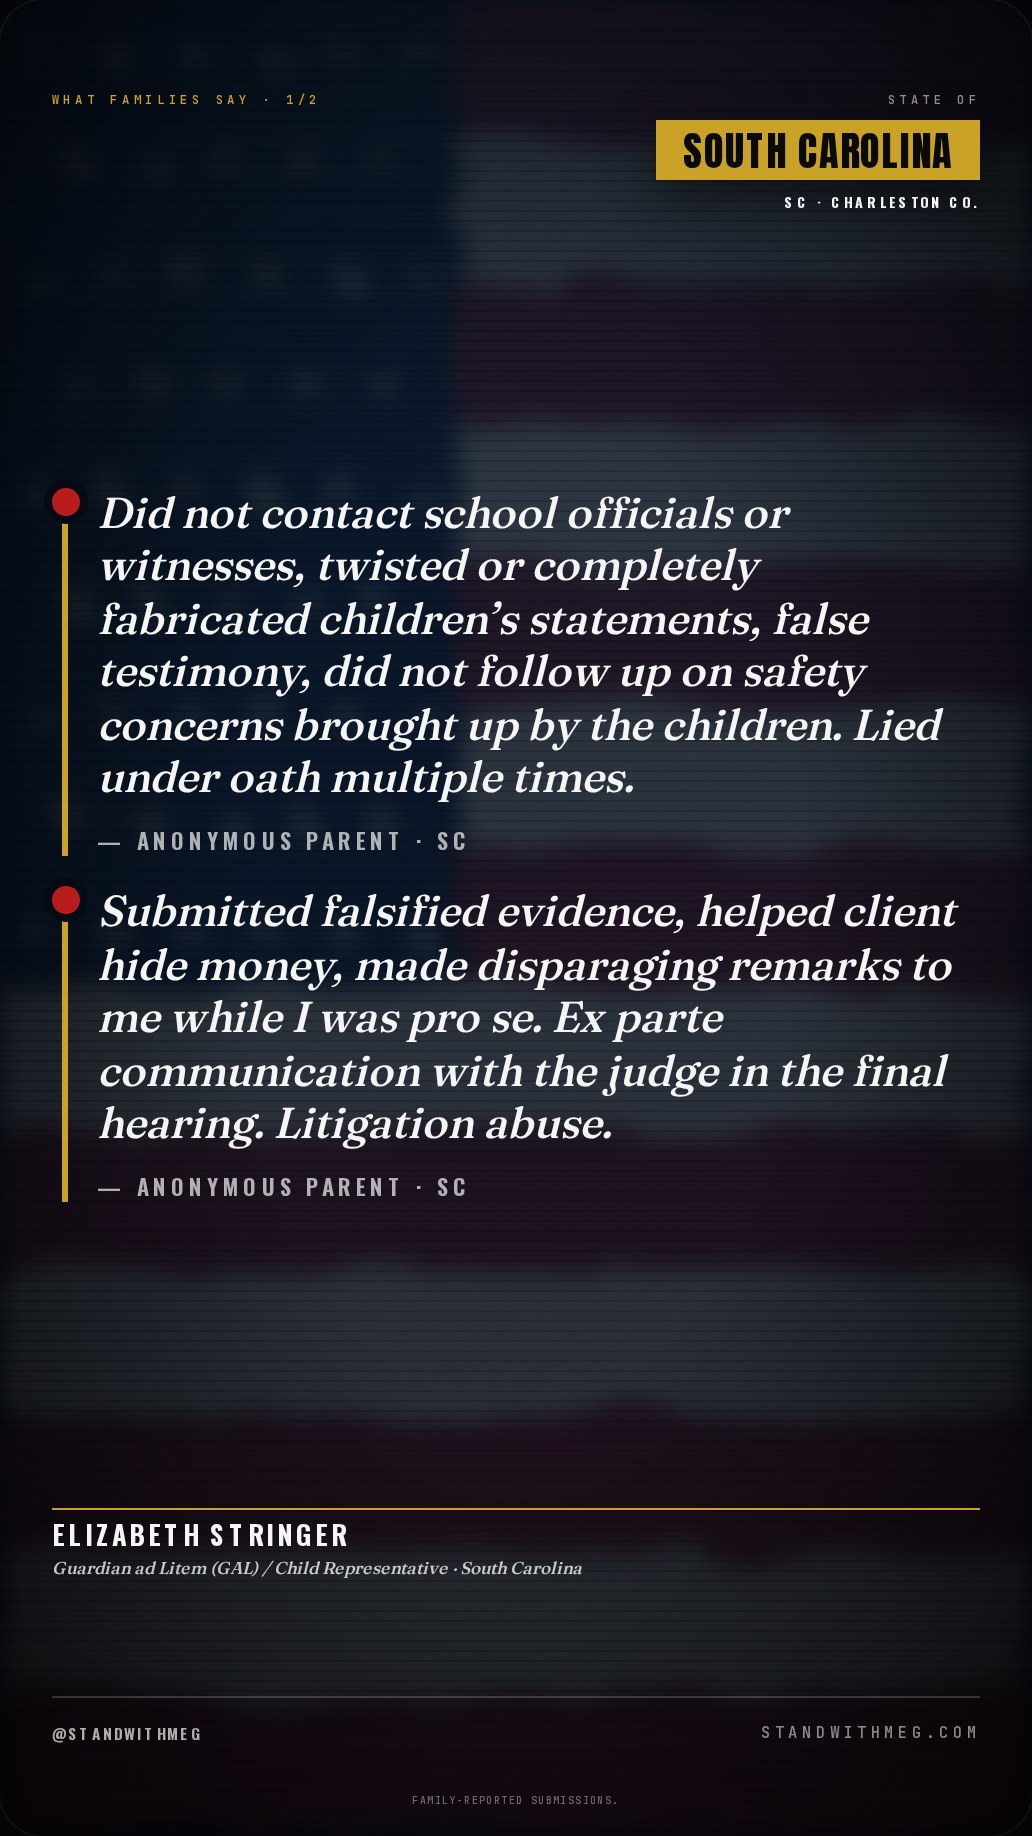 WHAT FAMILIES SAY · 1/2
STATE OF
SOUTH CAROLINA
SC · CHARLESTON CO.
Did not contact school officials or
witnesses, twisted or completely
fabricated children’s statements, false
testimony, did not follow up on safety
concerns brought up by the children. Lied
under oath multiple times.
— ANONYMOUS PARENT · SC
Submitted falsified evidence, helped client
hide money, made disparaging remarks to
me while I was pro se. Ex parte
communication with the judge in the final
hearing. Litigation abuse.
— ANONYMOUS PARENT · SC
ELIZABETH STRINGER
Guardian ad Litem (GAL) / Child Representative · South Carolina
@STANDWITHMEG
STANDWITHMEG.COM
FAMILY-REPORTED SUBMISSIONS.